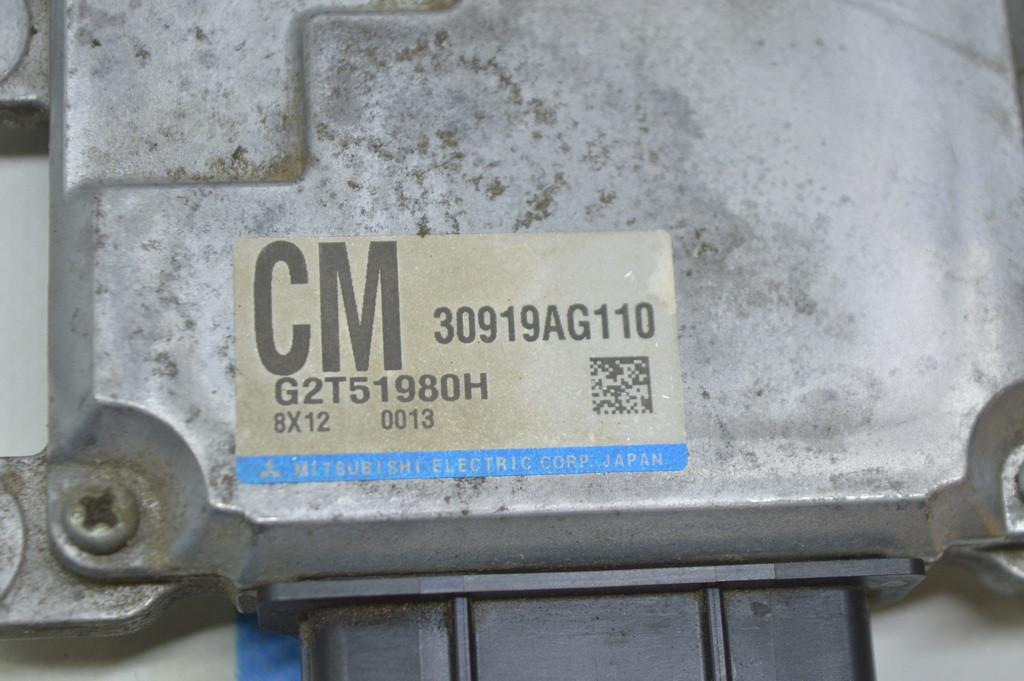 CM 30919AG110
G2T51980H
8X12 0013
MITSUBISHI ELECTRIC CORP. JAPAN